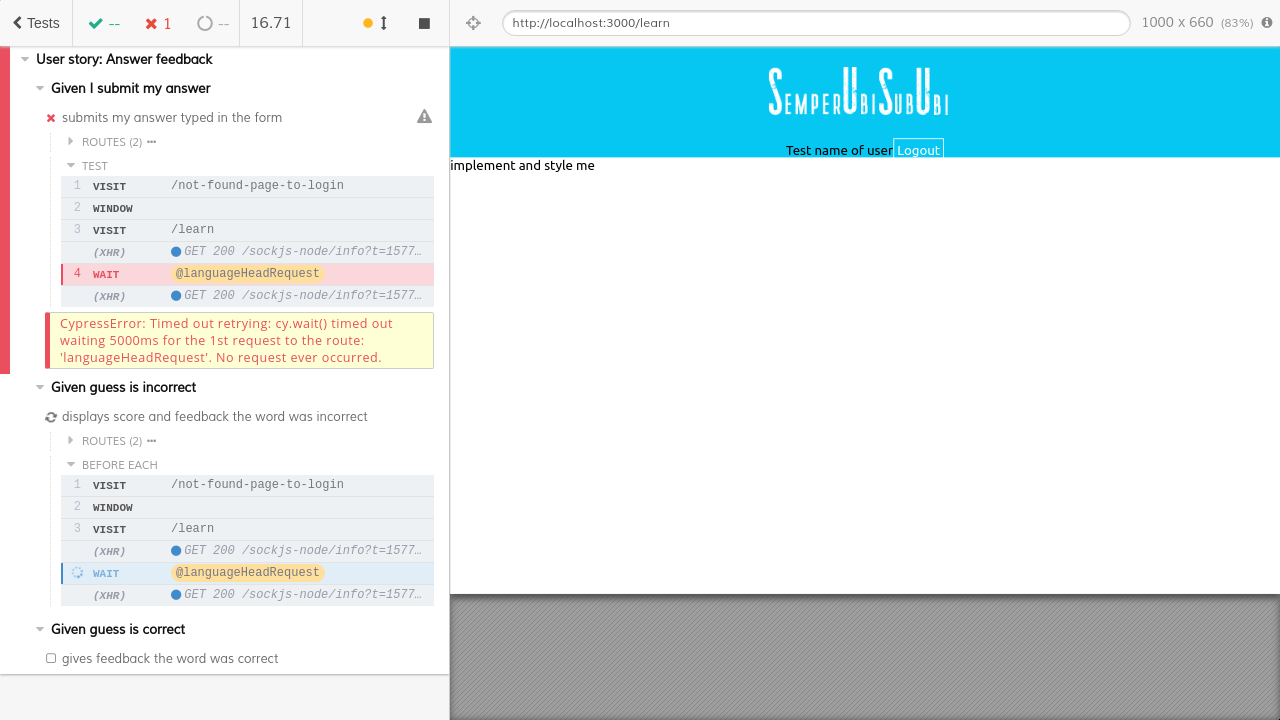 Tests
--
1
--
16.71
http://localhost:3000/learn
1000 x 660 (83%)
User story: Answer feedback
Given I submit my answer
submits my answer typed in the form
ROUTES (2)
TEST
1 VISIT /not-found-page-to-login
2 WINDOW
3 VISIT /learn
(XHR) GET 200 /sockjs-node/info?t=1577…
4 WAIT @languageHeadRequest
(XHR) GET 200 /sockjs-node/info?t=1577…
CypressError: Timed out retrying: cy.wait() timed out
waiting 5000ms for the 1st request to the route:
'languageHeadRequest'. No request ever occurred.
Given guess is incorrect
displays score and feedback the word was incorrect
ROUTES (2)
BEFORE EACH
1 VISIT /not-found-page-to-login
2 WINDOW
3 VISIT /learn
(XHR) GET 200 /sockjs-node/info?t=1577…
WAIT @languageHeadRequest
(XHR) GET 200 /sockjs-node/info?t=1577…
Given guess is correct
gives feedback the word was correct
SemperUbiSubUbi
Test name of user Logout
implement and style me